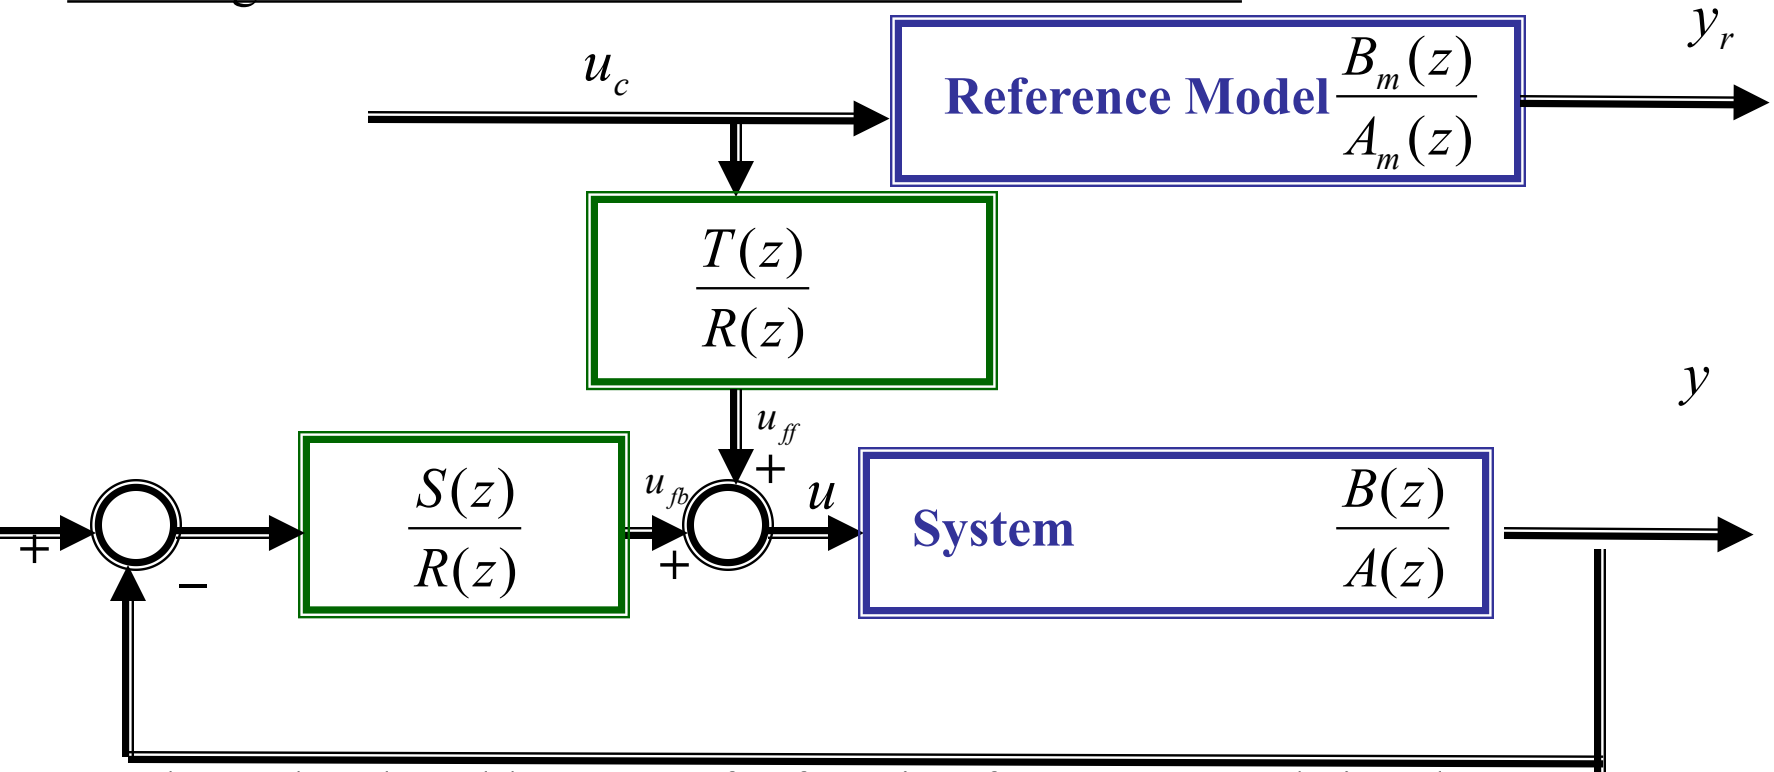 y_r
u_c
Reference Model B_m(z)
A_m(z)
T(z)
R(z)
y
u_ff
+
S(z)
R(z)
u_fb
u
System
B(z)
A(z)
+
+
−